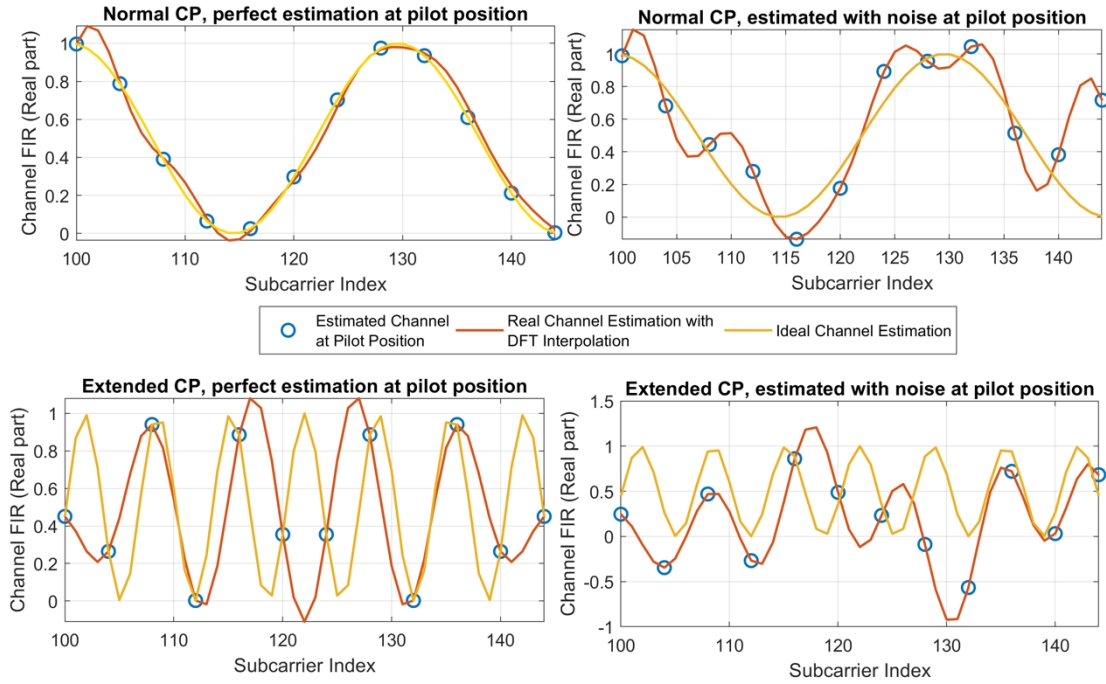 Normal CP, perfect estimation at pilot position
Channel FIR (Real part)
1
0.8
0.6
0.4
0.2
0
100
110
120
130
140
Subcarrier Index
Normal CP, estimated with noise at pilot position
Channel FIR (Real part)
1
0.8
0.6
0.4
0.2
0
100
105
110
115
120
125
130
135
140
Subcarrier Index
Estimated Channel
at Pilot Position
Real Channel Estimation with
DFT Interpolation
Ideal Channel Estimation
Extended CP, perfect estimation at pilot position
Channel FIR (Real part)
1
0.8
0.6
0.4
0.2
0
100
110
120
130
140
Subcarrier Index
Extended CP, estimated with noise at pilot position
Channel FIR (Real part)
1.5
1
0.5
0
-0.5
-1
100
110
120
130
140
Subcarrier Index